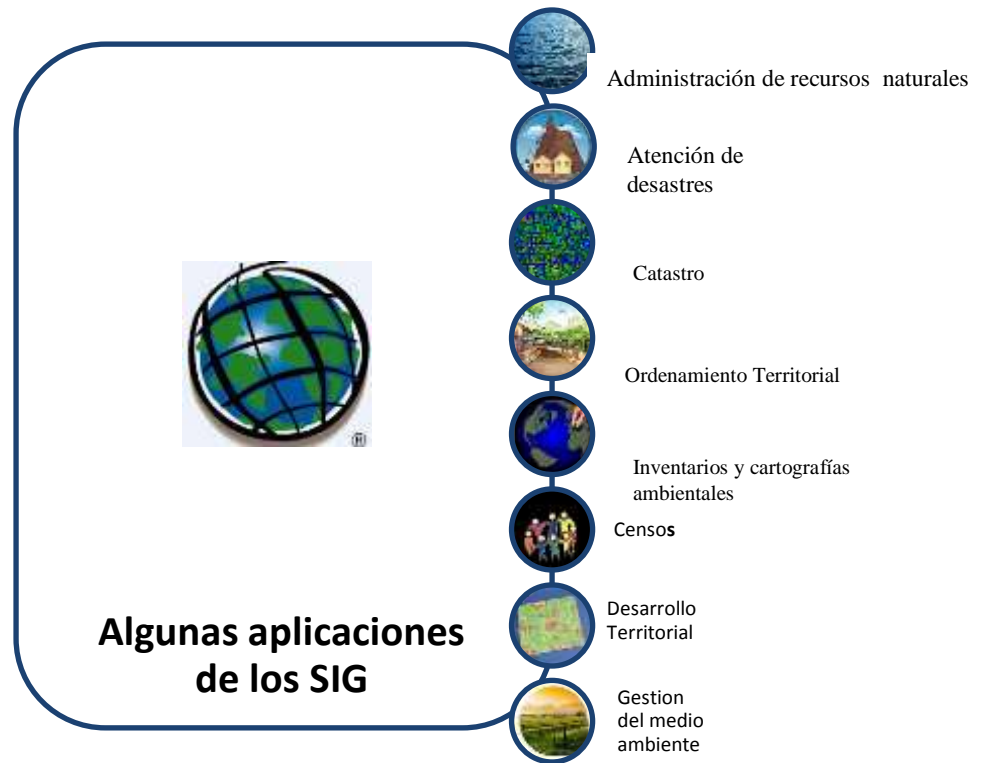 Administración de recursos naturales
Atención de
desastres
Catastro
Ordenamiento Territorial
Inventarios y cartografías
ambientales
Censos
Desarrollo
Territorial
Gestion
del medio
ambiente
Algunas aplicaciones
de los SIG
®